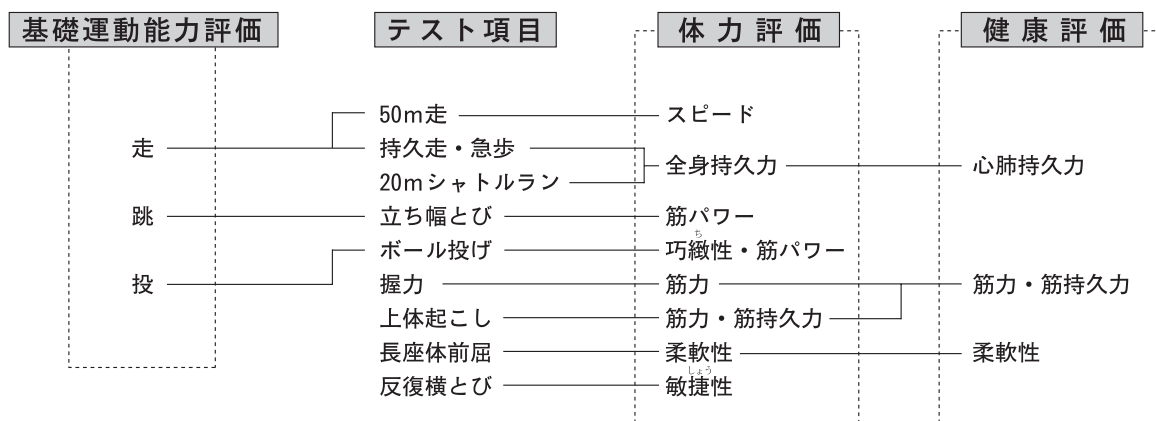 基礎運動能力評価 テスト項目 体力評価 健康評価
50m走 スピード
走 持久走・急歩
全身持久力 心肺持久力
20mシャトルラン
跳 立ち幅とび 筋パワー
ボール投げ 巧緻性・筋パワー
ち
投 握力 筋力 筋力・筋持久力
上体起こし 筋力・筋持久力
長座体前屈 柔軟性 柔軟性
反復横とび 敏捷性
しょう